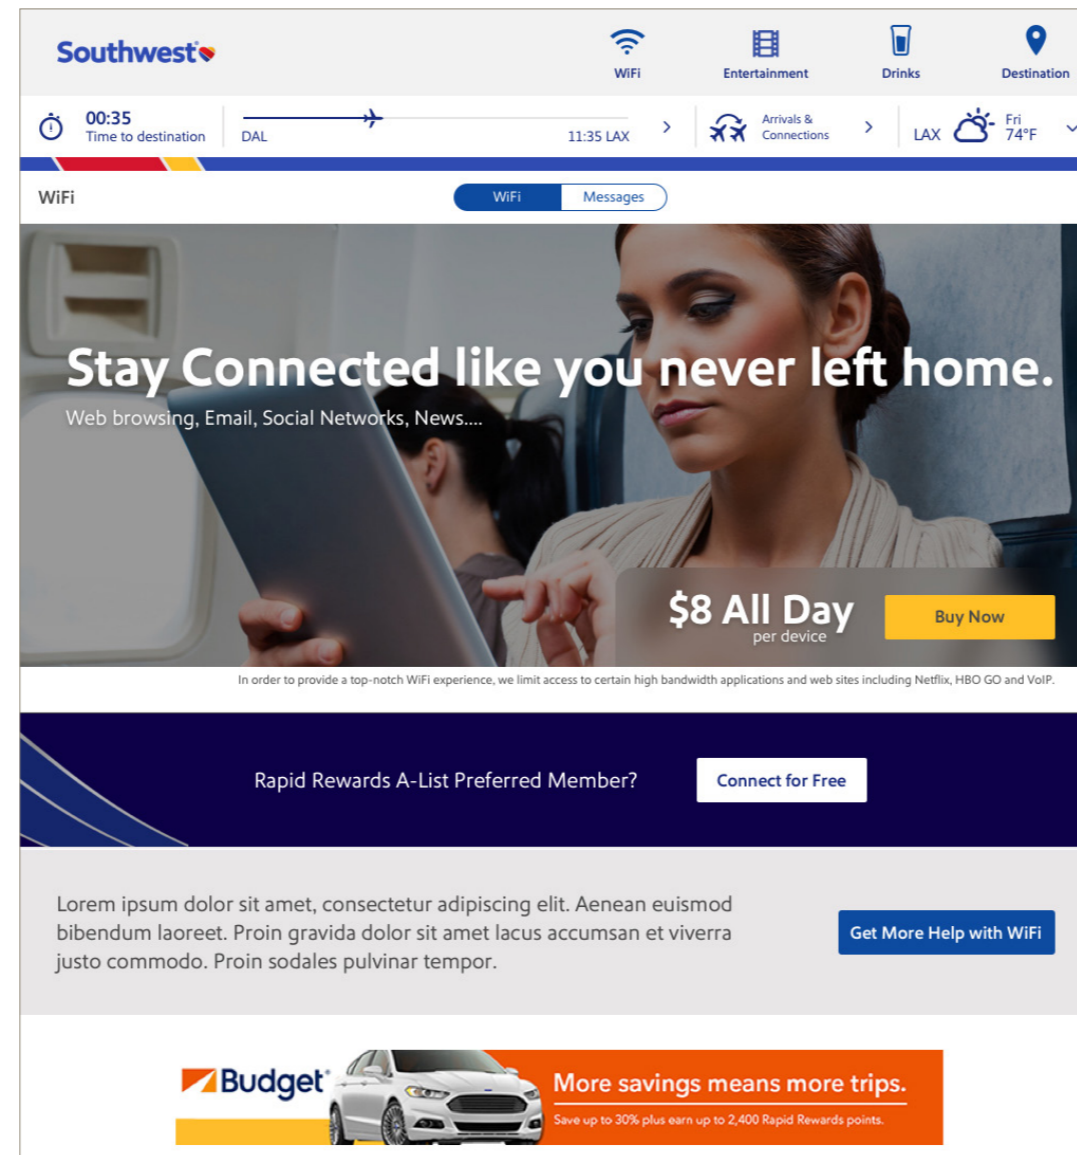 Southwest
WiFi
Entertainment
Drinks
Destination
00:35
Time to destination
DAL
11:35 LAX
Arrivals &
Connections
LAX
Fri
74°F
WiFi
WiFi
Messages
Stay Connected like you never left home.
Web browsing, Email, Social Networks, News....
$8 All Day
per device
Buy Now
In order to provide a top-notch WiFi experience, we limit access to certain high bandwidth applications and web sites including Netflix, HBO GO and VoIP.
Rapid Rewards A-List Preferred Member?
Connect for Free
Lorem ipsum dolor sit amet, consectetur adipiscing elit. Aenean euismod
bibendum laoreet. Proin gravida dolor sit amet lacus accumsan et viverra
justo commodo. Proin sodales pulvinar tempor.
Get More Help with WiFi
Budget
More savings means more trips.
Save up to 30% plus earn up to 2,400 Rapid Rewards points.